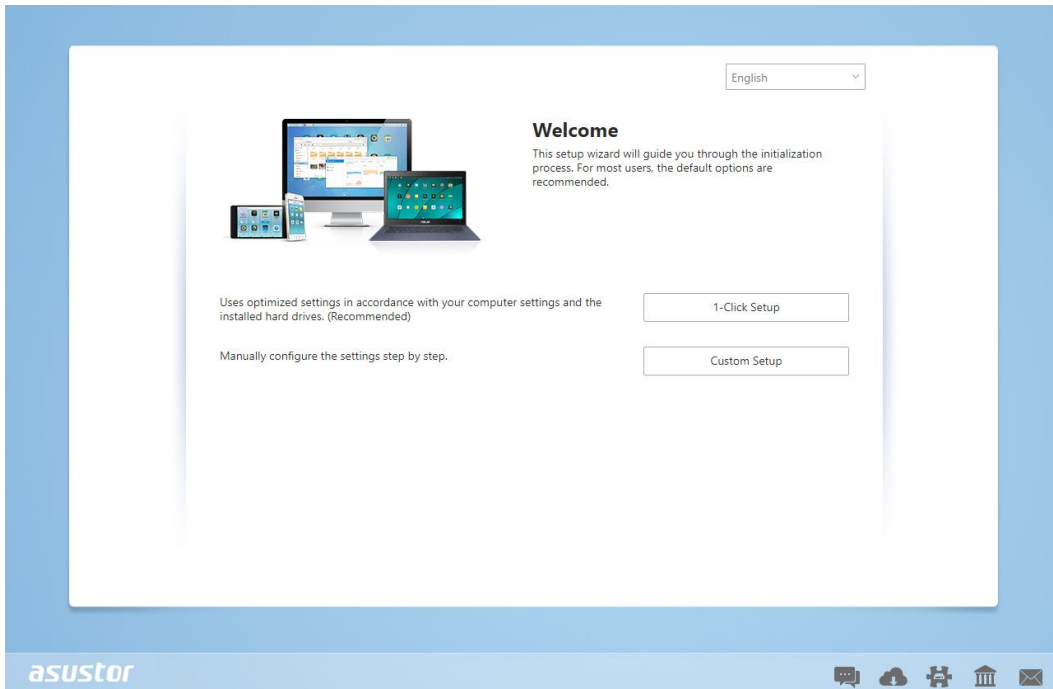 English
Welcome
This setup wizard will guide you through the initialization
process. For most users, the default options are
recommended.
Uses optimized settings in accordance with your computer settings and the
installed hard drives. (Recommended)
1-Click Setup
Manually configure the settings step by step.
Custom Setup
asustor